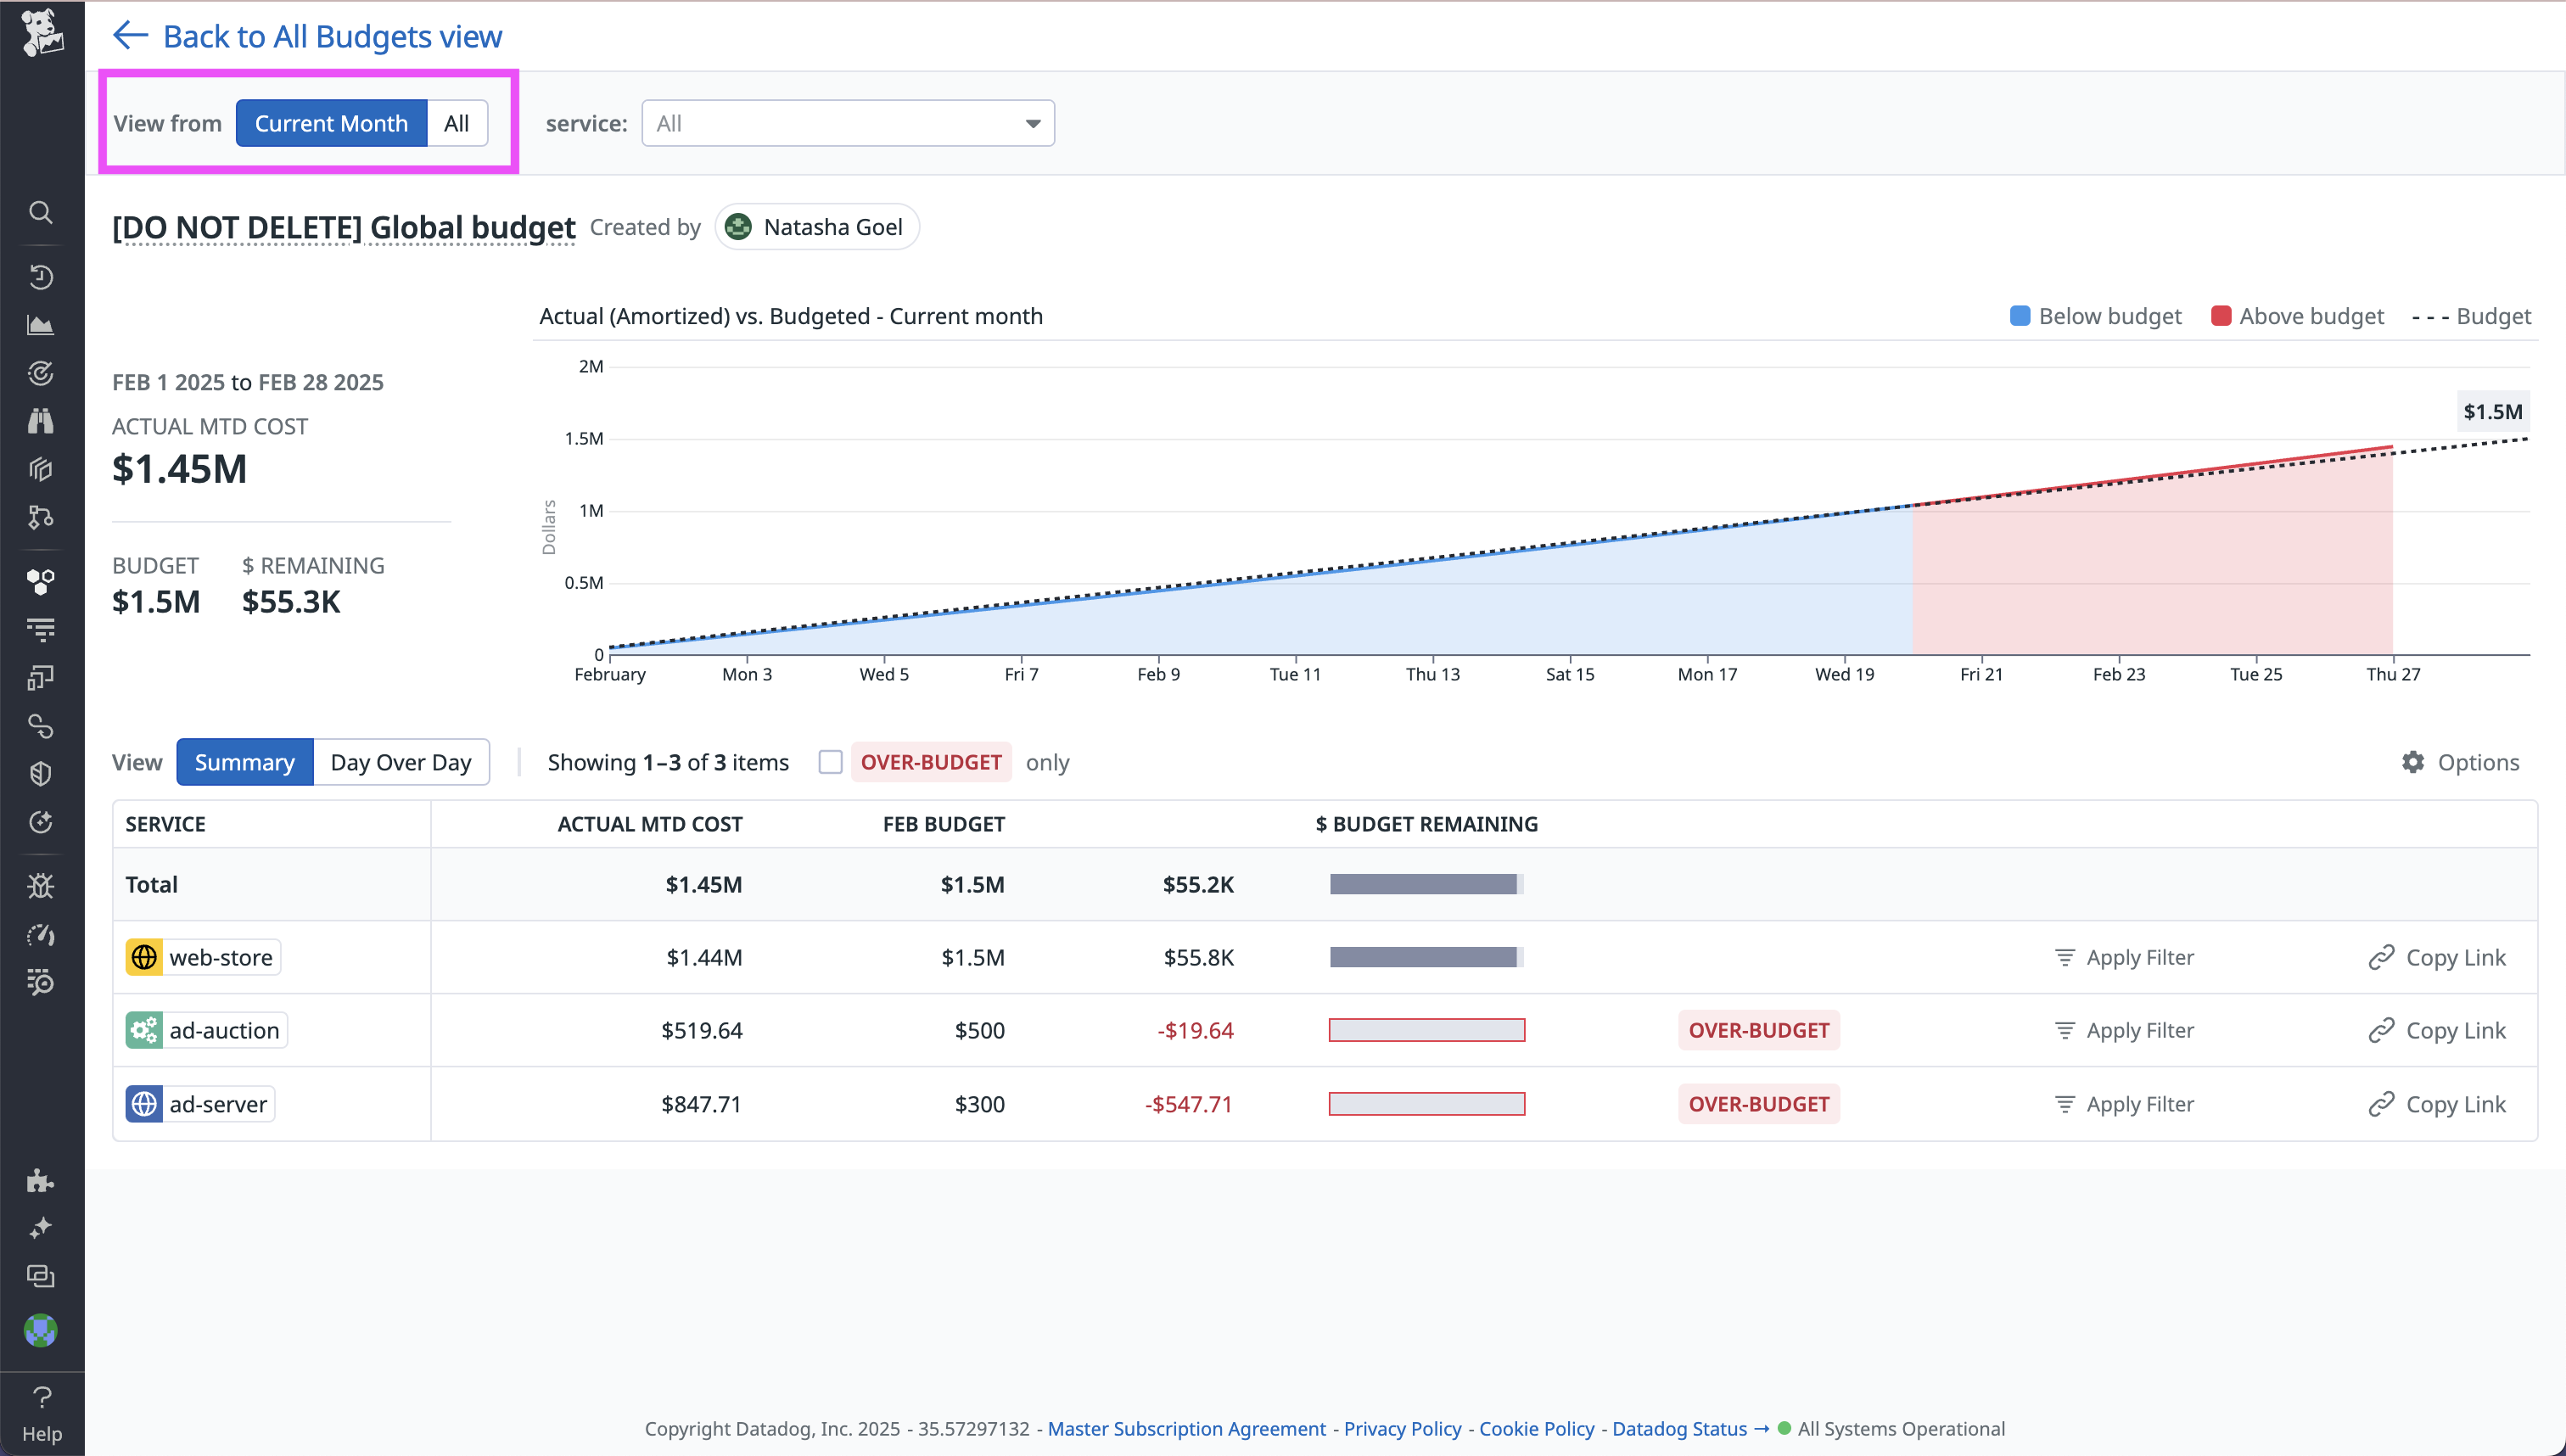 Back to All Budgets view
View from Current Month All service: All
[DO NOT DELETE] Global budget Created by Natasha Goel
Actual (Amortized) vs. Budgeted - Current month Below budget Above budget - - - Budget
FEB 1 2025 to FEB 28 2025
ACTUAL MTD COST
$1.45M
BUDGET $ REMAINING
$1.5M $55.3K
2M
$1.5M
1.5M
1M
Dollars
0.5M
0
February Mon 3 Wed 5 Fri 7 Feb 9 Tue 11 Thu 13 Sat 15 Mon 17 Wed 19 Fri 21 Feb 23 Tue 25 Thu 27
View Summary Day Over Day Showing 1–3 of 3 items OVER-BUDGET only Options
SERVICE ACTUAL MTD COST FEB BUDGET $ BUDGET REMAINING
Total $1.45M $1.5M $55.2K
web-store $1.44M $1.5M $55.8K Apply Filter Copy Link
ad-auction $519.64 $500 -$19.64 OVER-BUDGET Apply Filter Copy Link
ad-server $847.71 $300 -$547.71 OVER-BUDGET Apply Filter Copy Link
Help
Copyright Datadog, Inc. 2025 - 35.57297132 - Master Subscription Agreement - Privacy Policy - Cookie Policy - Datadog Status → All Systems Operational